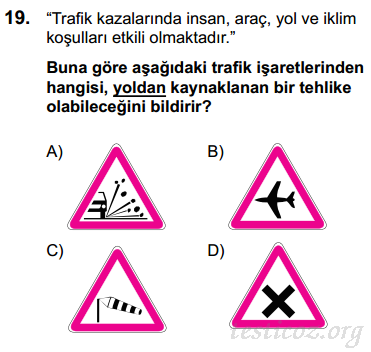 19. “Trafik kazalarında insan, araç, yol ve iklim
koşulları etkili olmaktadır.”
Buna göre aşağıdaki trafik işaretlerinden
hangisi, yoldan kaynaklanan bir tehlike
olabileceğini bildirir?
A) B)
C) D)
testicoz.org